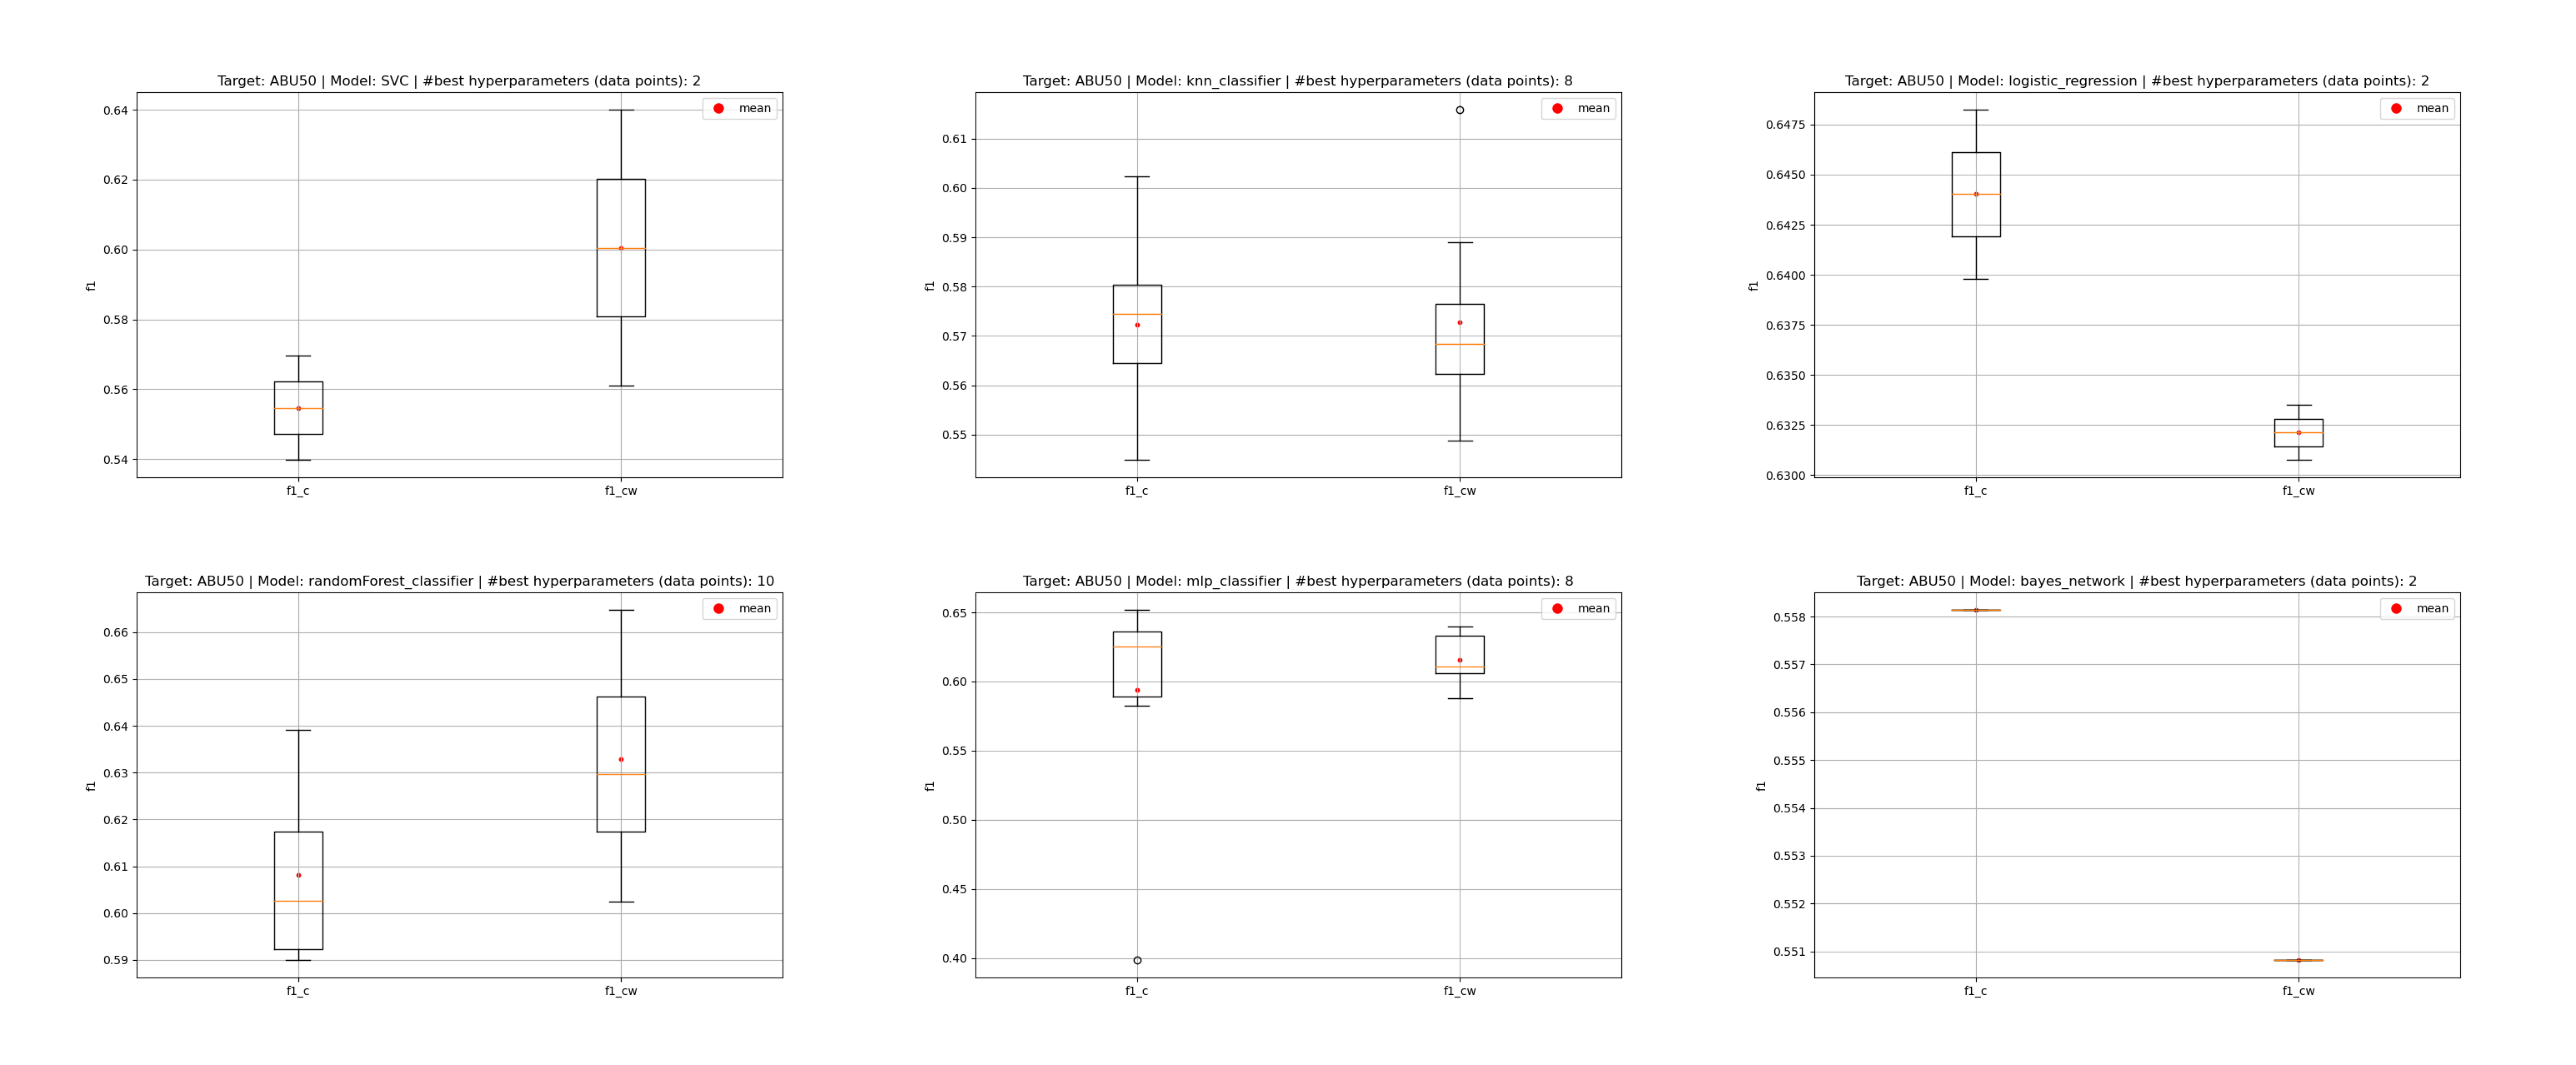 Target: ABU50 | Model: SVC | #best hyperparameters (data points): 2
mean
0.64
0.62
0.60
0.58
0.56
0.54
f1
f1_c
f1_cw
Target: ABU50 | Model: knn_classifier | #best hyperparameters (data points): 8
mean
0.61
0.60
0.59
0.58
0.57
0.56
0.55
f1
f1_c
f1_cw
Target: ABU50 | Model: logistic_regression | #best hyperparameters (data points): 2
mean
0.6475
0.6450
0.6425
0.6400
0.6375
0.6350
0.6325
0.6300
f1
f1_c
f1_cw
Target: ABU50 | Model: randomForest_classifier | #best hyperparameters (data points): 10
mean
0.66
0.65
0.64
0.63
0.62
0.61
0.60
0.59
f1
f1_c
f1_cw
Target: ABU50 | Model: mlp_classifier | #best hyperparameters (data points): 8
mean
0.65
0.60
0.55
0.50
0.45
0.40
f1
f1_c
f1_cw
Target: ABU50 | Model: bayes_network | #best hyperparameters (data points): 2
mean
0.558
0.557
0.556
0.555
0.554
0.553
0.552
0.551
f1
f1_c
f1_cw